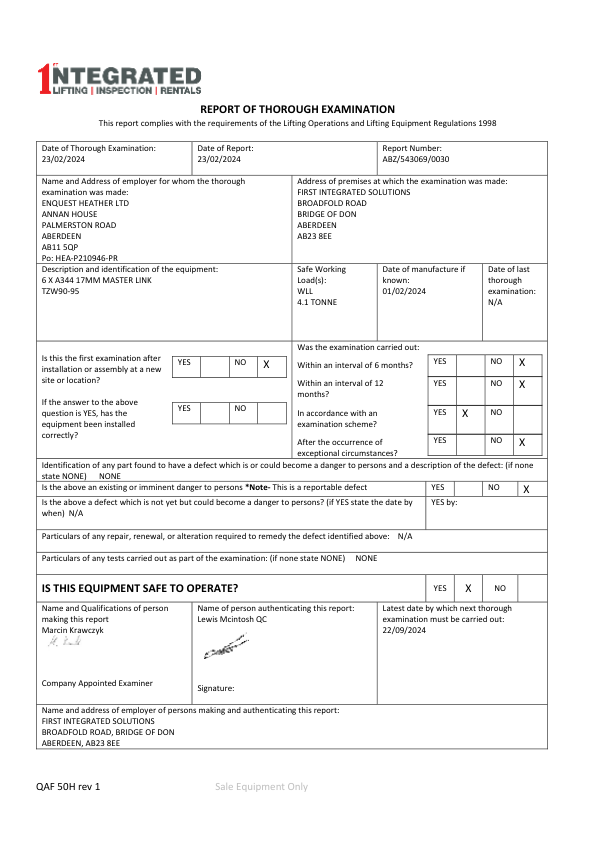 1NTEGRATED
LIFTING | INSPECTION | RENTALS
REPORT OF THOROUGH EXAMINATION
This report complies with the requirements of the Lifting Operations and Lifting Equipment Regulations 1998
Date of Thorough Examination:
23/02/2024
Date of Report:
23/02/2024
Report Number:
ABZ/543069/0030
Name and Address of employer for whom the thorough
examination was made:
ENQUEST HEATHER LTD
ANNAN HOUSE
PALMERSTON ROAD
ABERDEEN
AB11 5QP
Po: HEA-P210946-PR
Address of premises at which the examination was made:
FIRST INTEGRATED SOLUTIONS
BROADFOLD ROAD
BRIDGE OF DON
ABERDEEN
AB23 8EE
Description and identification of the equipment:
6 X A344 17MM MASTER LINK
TZW90-95
Safe Working
Load(s):
WLL
4.1 TONNE
Date of manufacture if
known:
01/02/2024
Date of last
thorough
examination:
N/A
Is this the first examination after
installation or assembly at a new
site or location?
YES NO X
If the answer to the above
question is YES, has the
equipment been installed
correctly?
YES NO
Was the examination carried out:
Within an interval of 6 months? YES NO X
Within an interval of 12
months?
YES NO X
In accordance with an
examination scheme?
YES X NO
After the occurrence of
exceptional circumstances?
YES NO X
Identification of any part found to have a defect which is or could become a danger to persons and a description of the defect: (if none
state NONE) NONE
Is the above an existing or imminent danger to persons *Note- This is a reportable defect YES NO X
Is the above a defect which is not yet but could become a danger to persons? (if YES state the date by
when) N/A
YES by:
Particulars of any repair, renewal, or alteration required to remedy the defect identified above: N/A
Particulars of any tests carried out as part of the examination: (if none state NONE) NONE
IS THIS EQUIPMENT SAFE TO OPERATE? YES X NO
Name and Qualifications of person
making this report
Marcin Krawczyk
Company Appointed Examiner
Name of person authenticating this report:
Lewis Mcintosh QC
Signature:
Latest date by which next thorough
examination must be carried out:
22/09/2024
Name and address of employer of persons making and authenticating this report:
FIRST INTEGRATED SOLUTIONS
BROADFOLD ROAD, BRIDGE OF DON
ABERDEEN, AB23 8EE
QAF 50H rev 1
Sale Equipment Only